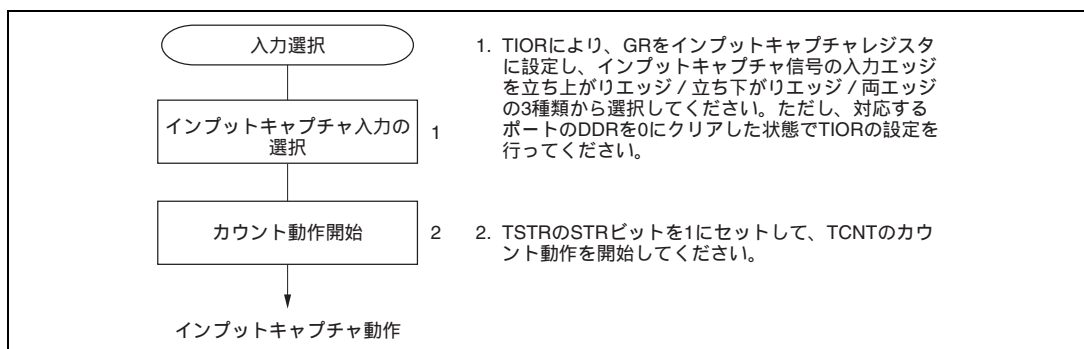 入力選択
インプットキャプチャ入力の
選択
1
カウント動作開始
2
インプットキャプチャ動作
1. TIORにより、GRをインプットキャプチャレジスタ
に設定し、インプットキャプチャ信号の入力エッジ
を立ち上がりエッジ / 立ち下がりエッジ / 両エッジ
の3種類から選択してください。ただし、対応する
ポートのDDRを0にクリアした状態でTIORの設定を
行ってください。
2. TSTRのSTRビットを1にセットして、TCNTのカウ
ント動作を開始してください。